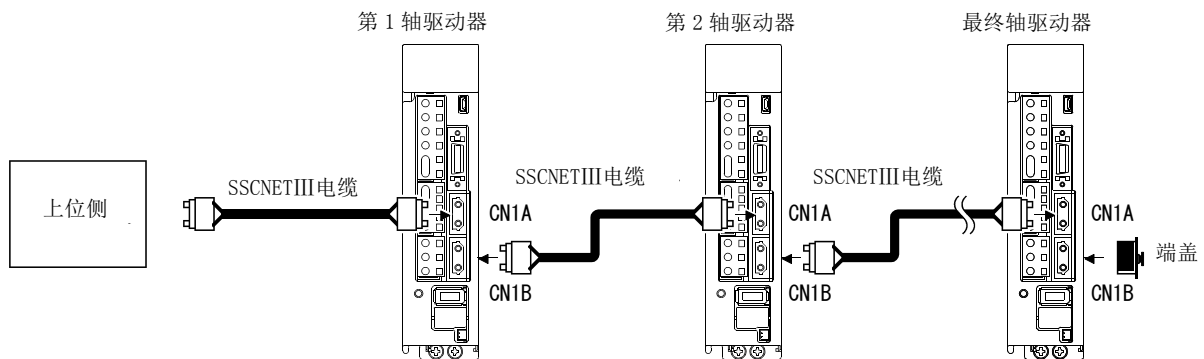 第 1 轴驱动器
第 2 轴驱动器
最终轴驱动器
上位侧
SSCNETⅢ电缆
SSCNETⅢ电缆
SSCNETⅢ电缆
CN1A
CN1A
CN1A
CN1B
CN1B
CN1B
端盖